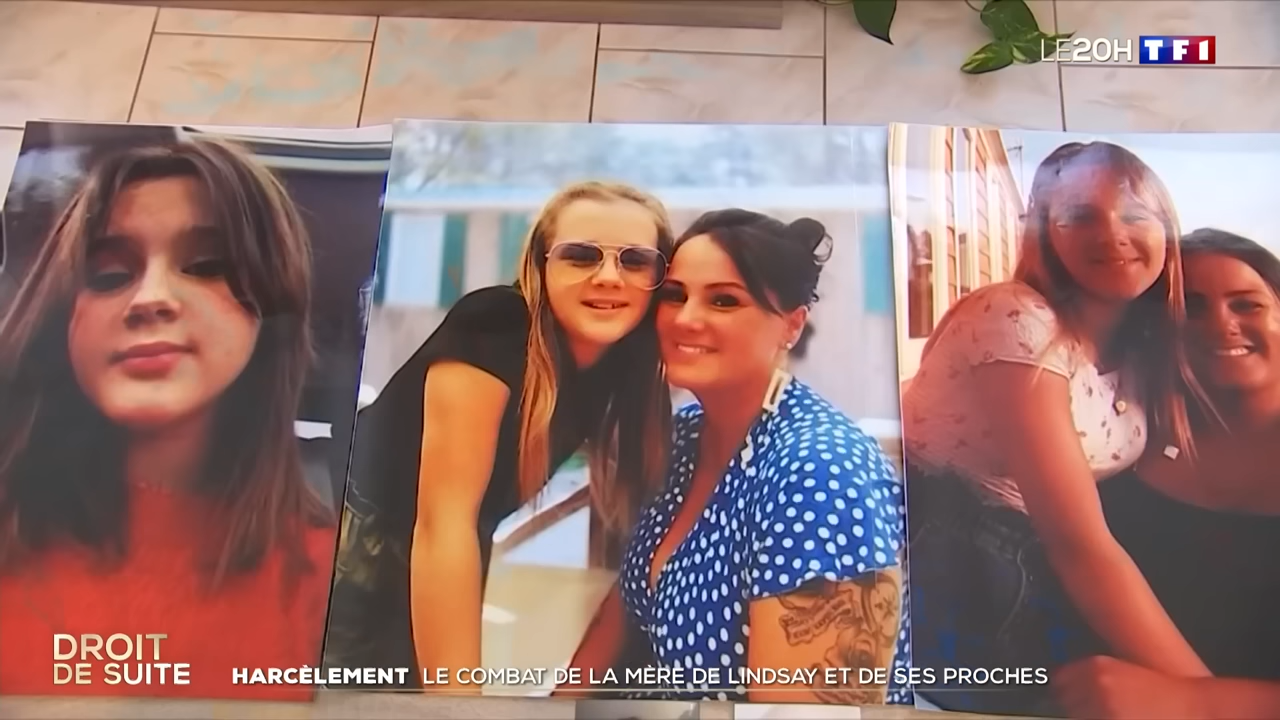 LE20H TF1
DROIT
DE SUITE
HARCÈLEMENT LE COMBAT DE LA MÈRE DE LINDSAY ET DE SES PROCHES